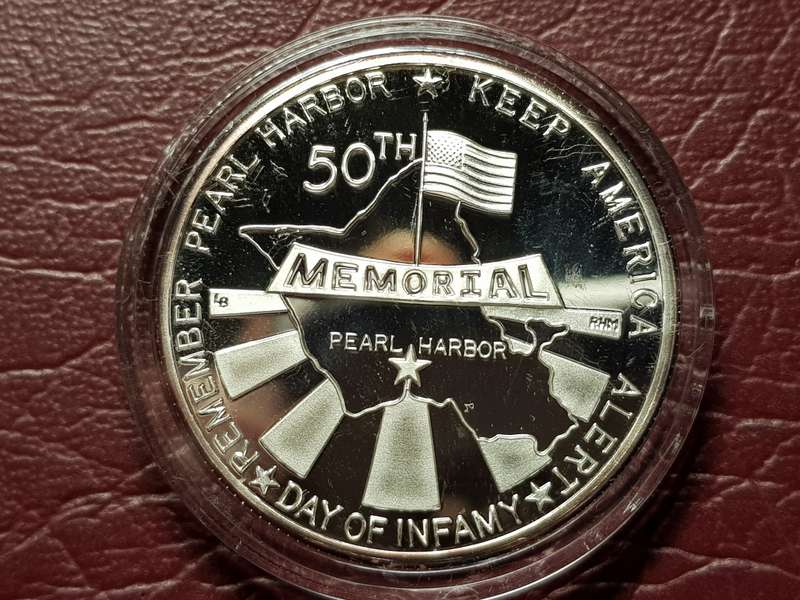 REMEMBER PEARL HARBOR ★ KEEP AMERICA ALERT
50TH
MEMORIAL
LB
RHM
PEARL HARBOR
★ DAY OF INFAMY ★